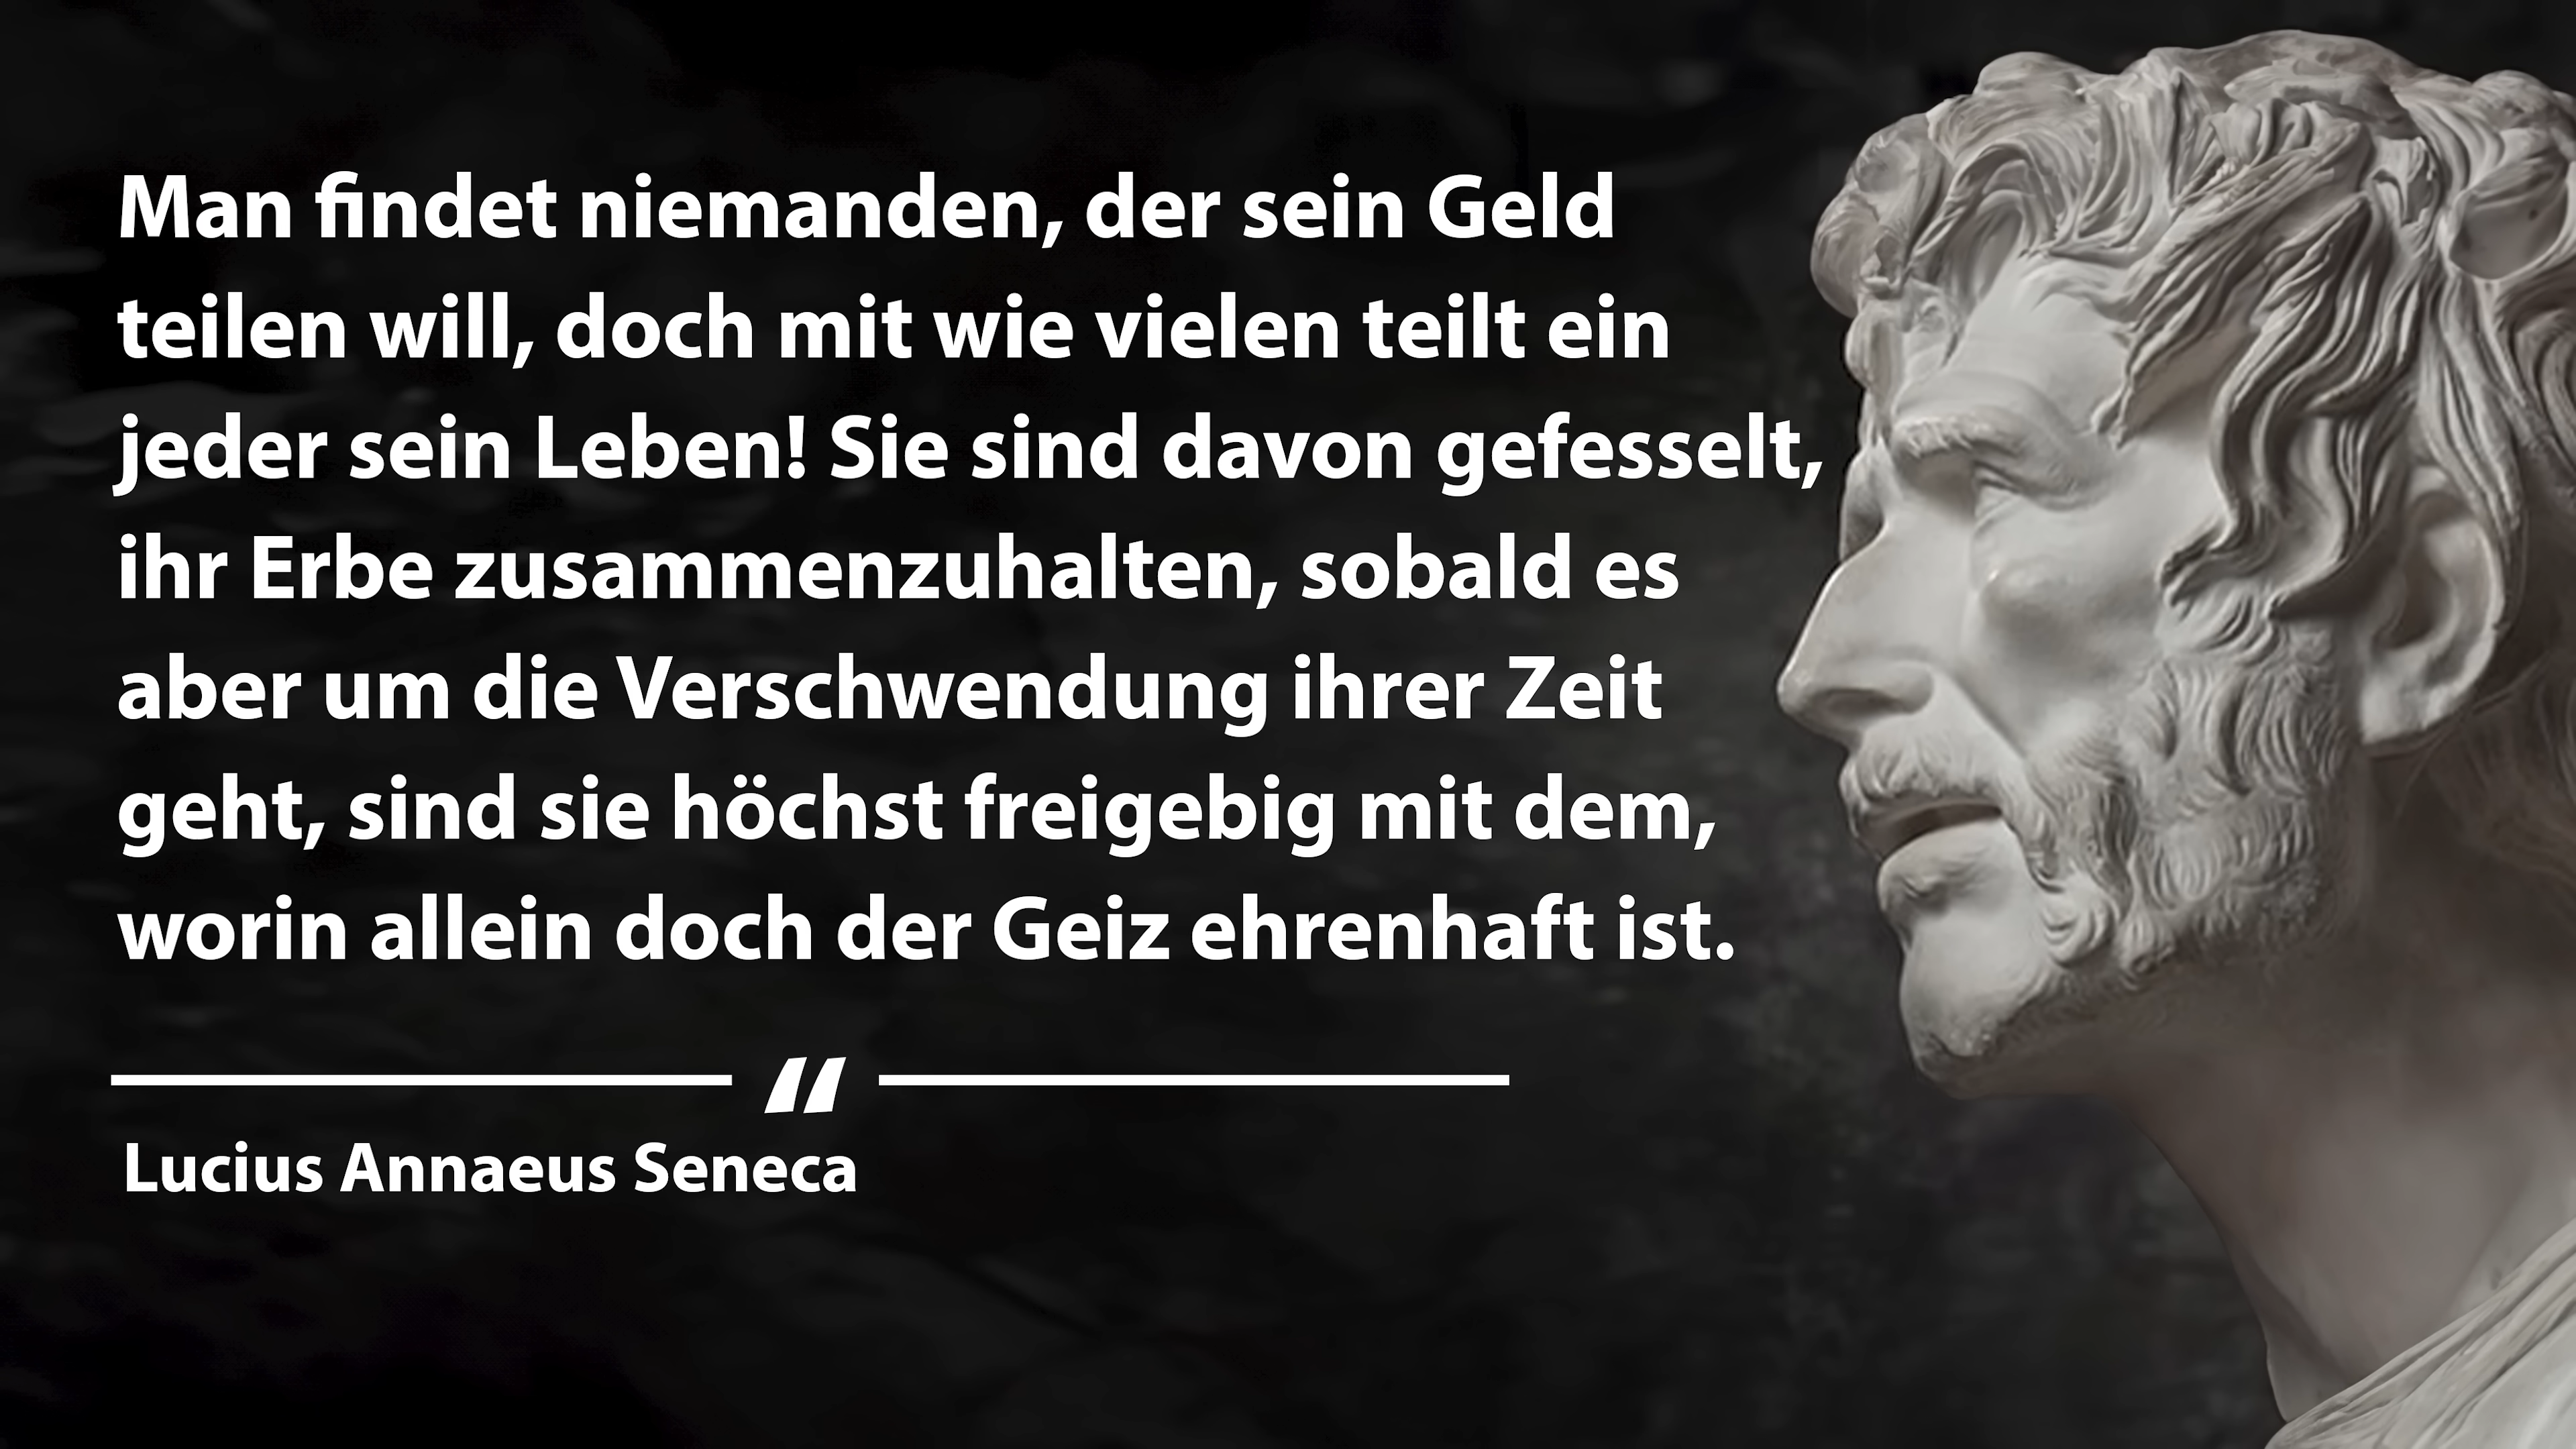 Man findet niemanden, der sein Geld
teilen will, doch mit wie vielen teilt ein
jeder sein Leben! Sie sind davon gefesselt,
ihr Erbe zusammenzuhalten, sobald es
aber um die Verschwendung ihrer Zeit
geht, sind sie höchst freigebig mit dem,
worin allein doch der Geiz ehrenhaft ist.
“
Lucius Annaeus Seneca